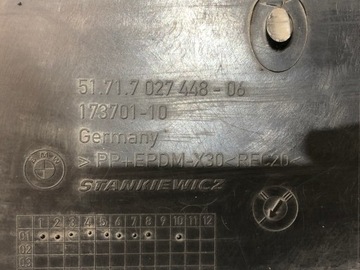 51.71.7 027 448 - 06
173701-10
Germany
>PP+EPDM-X30<REC20<
STANKIEWICZ
BMW
1 2 3 4 5 6 7 8 10 11 12
01
02
03